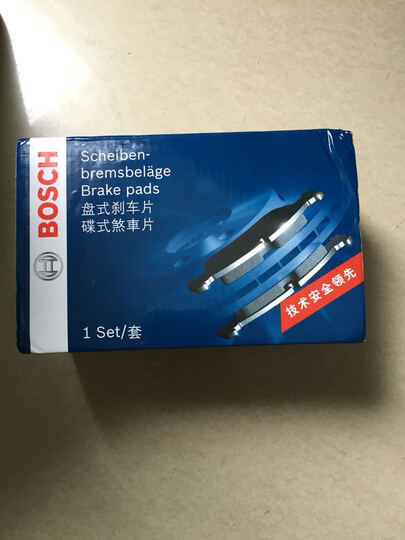 BOSCH
Scheiben-
bremsbeläge
Brake pads
盘式刹车片
碟式煞車片
1 Set/套
技术安全领先